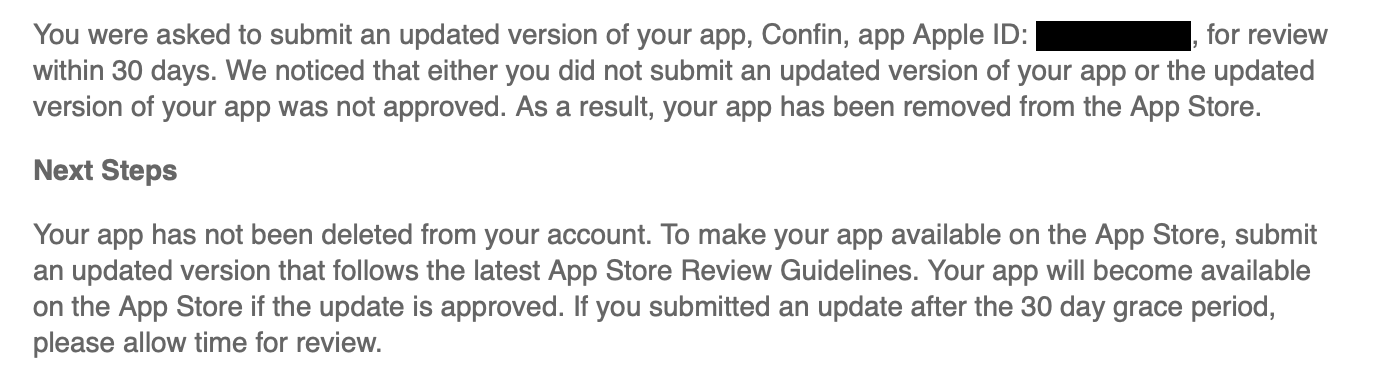 You were asked to submit an updated version of your app, Confin, app Apple ID: , for review
within 30 days. We noticed that either you did not submit an updated version of your app or the updated
version of your app was not approved. As a result, your app has been removed from the App Store.
Next Steps
Your app has not been deleted from your account. To make your app available on the App Store, submit
an updated version that follows the latest App Store Review Guidelines. Your app will become available
on the App Store if the update is approved. If you submitted an update after the 30 day grace period,
please allow time for review.